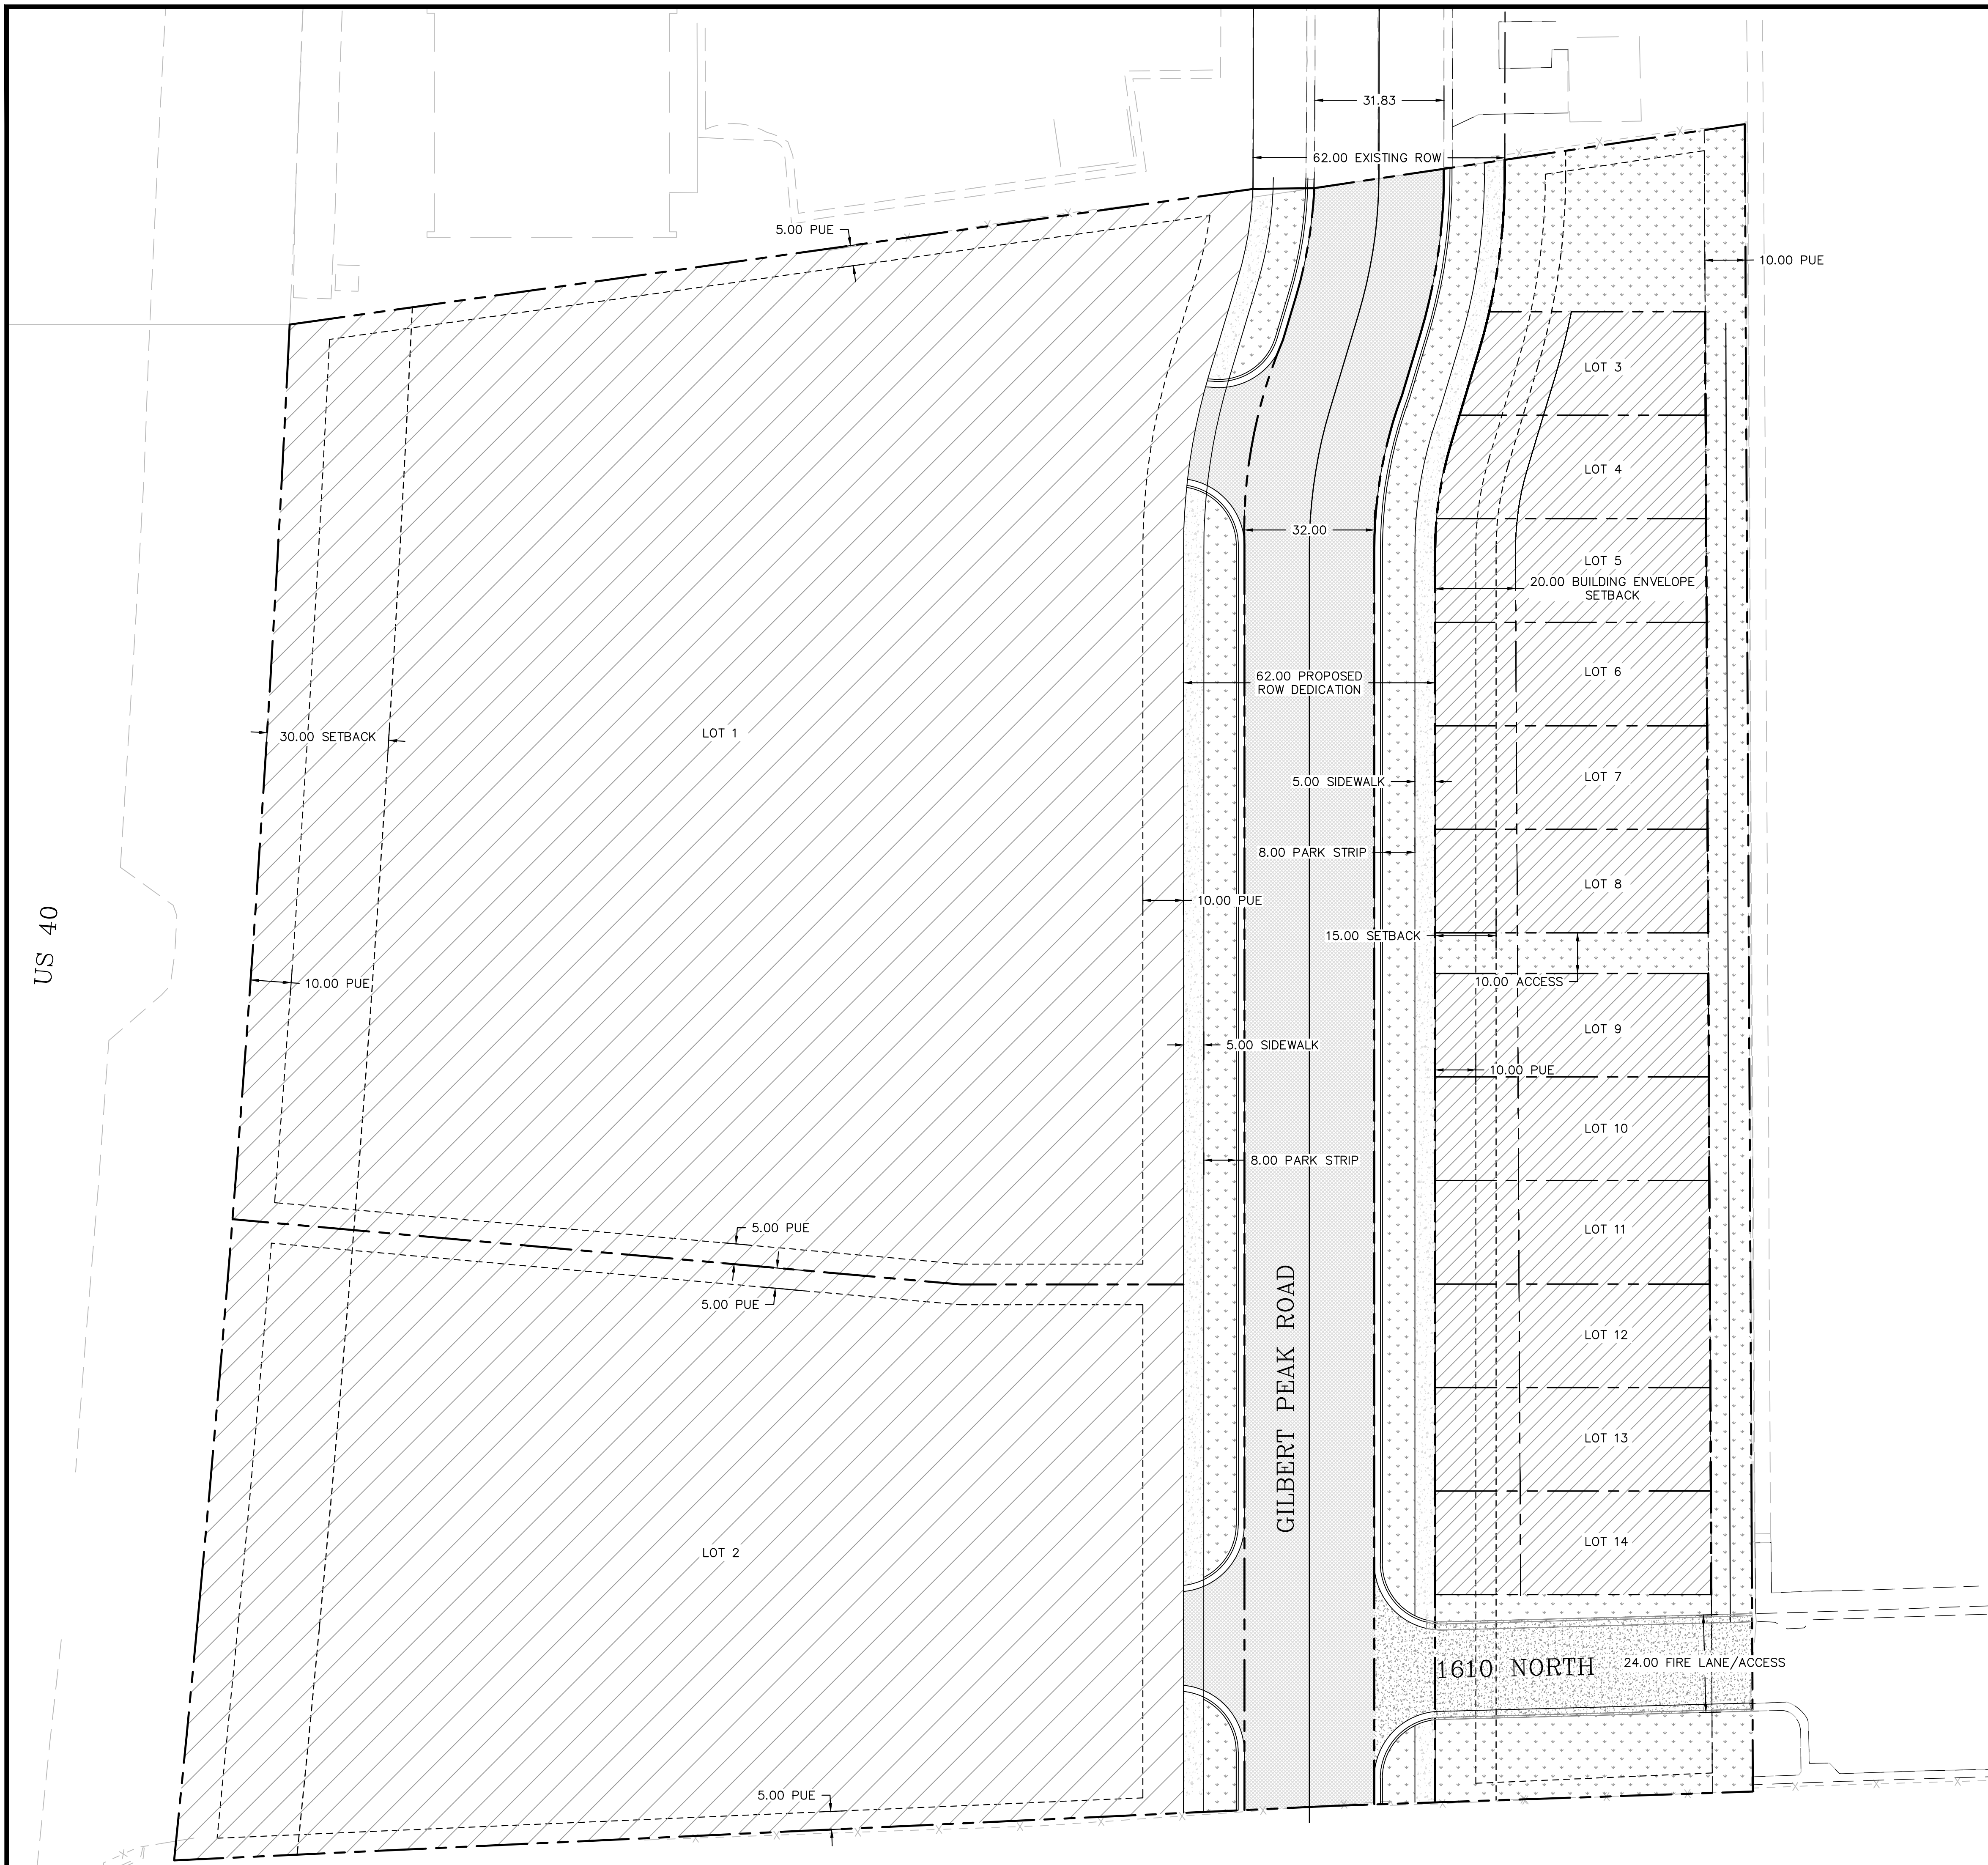 31.83
62.00 EXISTING ROW
5.00 PUE
10.00 PUE
LOT 3
LOT 4
32.00
LOT 5
20.00 BUILDING ENVELOPE
SETBACK
LOT 6
62.00 PROPOSED
ROW DEDICATION
LOT 1
30.00 SETBACK
5.00 SIDEWALK
LOT 7
8.00 PARK STRIP
LOT 8
10.00 PUE
15.00 SETBACK
US 40
10.00 PUE
10.00 ACCESS
LOT 9
5.00 SIDEWALK
10.00 PUE
LOT 10
8.00 PARK STRIP
5.00 PUE
LOT 11
5.00 PUE
LOT 12
GILBERT PEAK ROAD
LOT 13
LOT 14
LOT 2
1610 NORTH
24.00 FIRE LANE/ACCESS
5.00 PUE